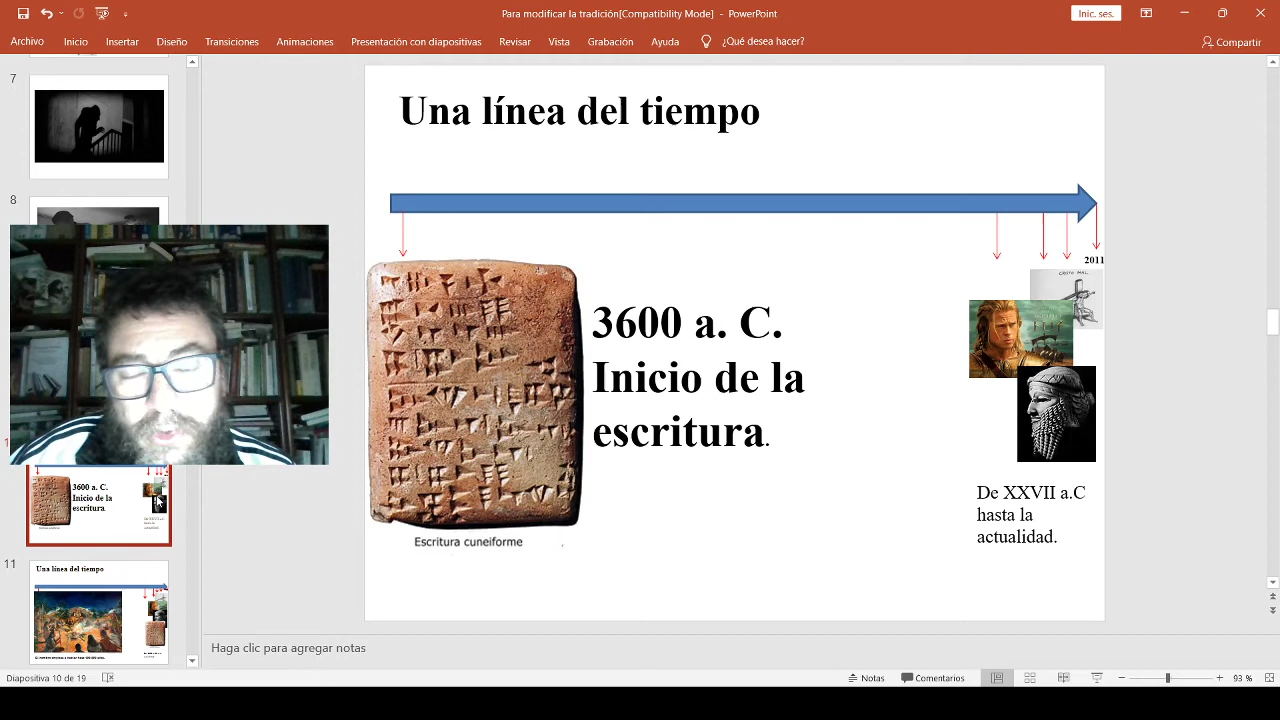 Para modificar la tradición[Compatibility Mode] - PowerPoint
Inic. ses.
Archivo Inicio Insertar Diseño Transiciones Animaciones Presentación con diapositivas Revisar Vista Grabación Ayuda ¿Qué desea hacer? Compartir
7
8
Una línea del tiempo
2011
CRISTO MAL
3600 a. C.
Inicio de la
escritura.
De XXVII a.C
hasta la
actualidad.
Escritura cuneiforme
3600 a. C.
Inicio de la
escritura
11
Una línea del tiempo
Haga clic para agregar notas
Diapositiva 10 de 19 Notas Comentarios 93 %